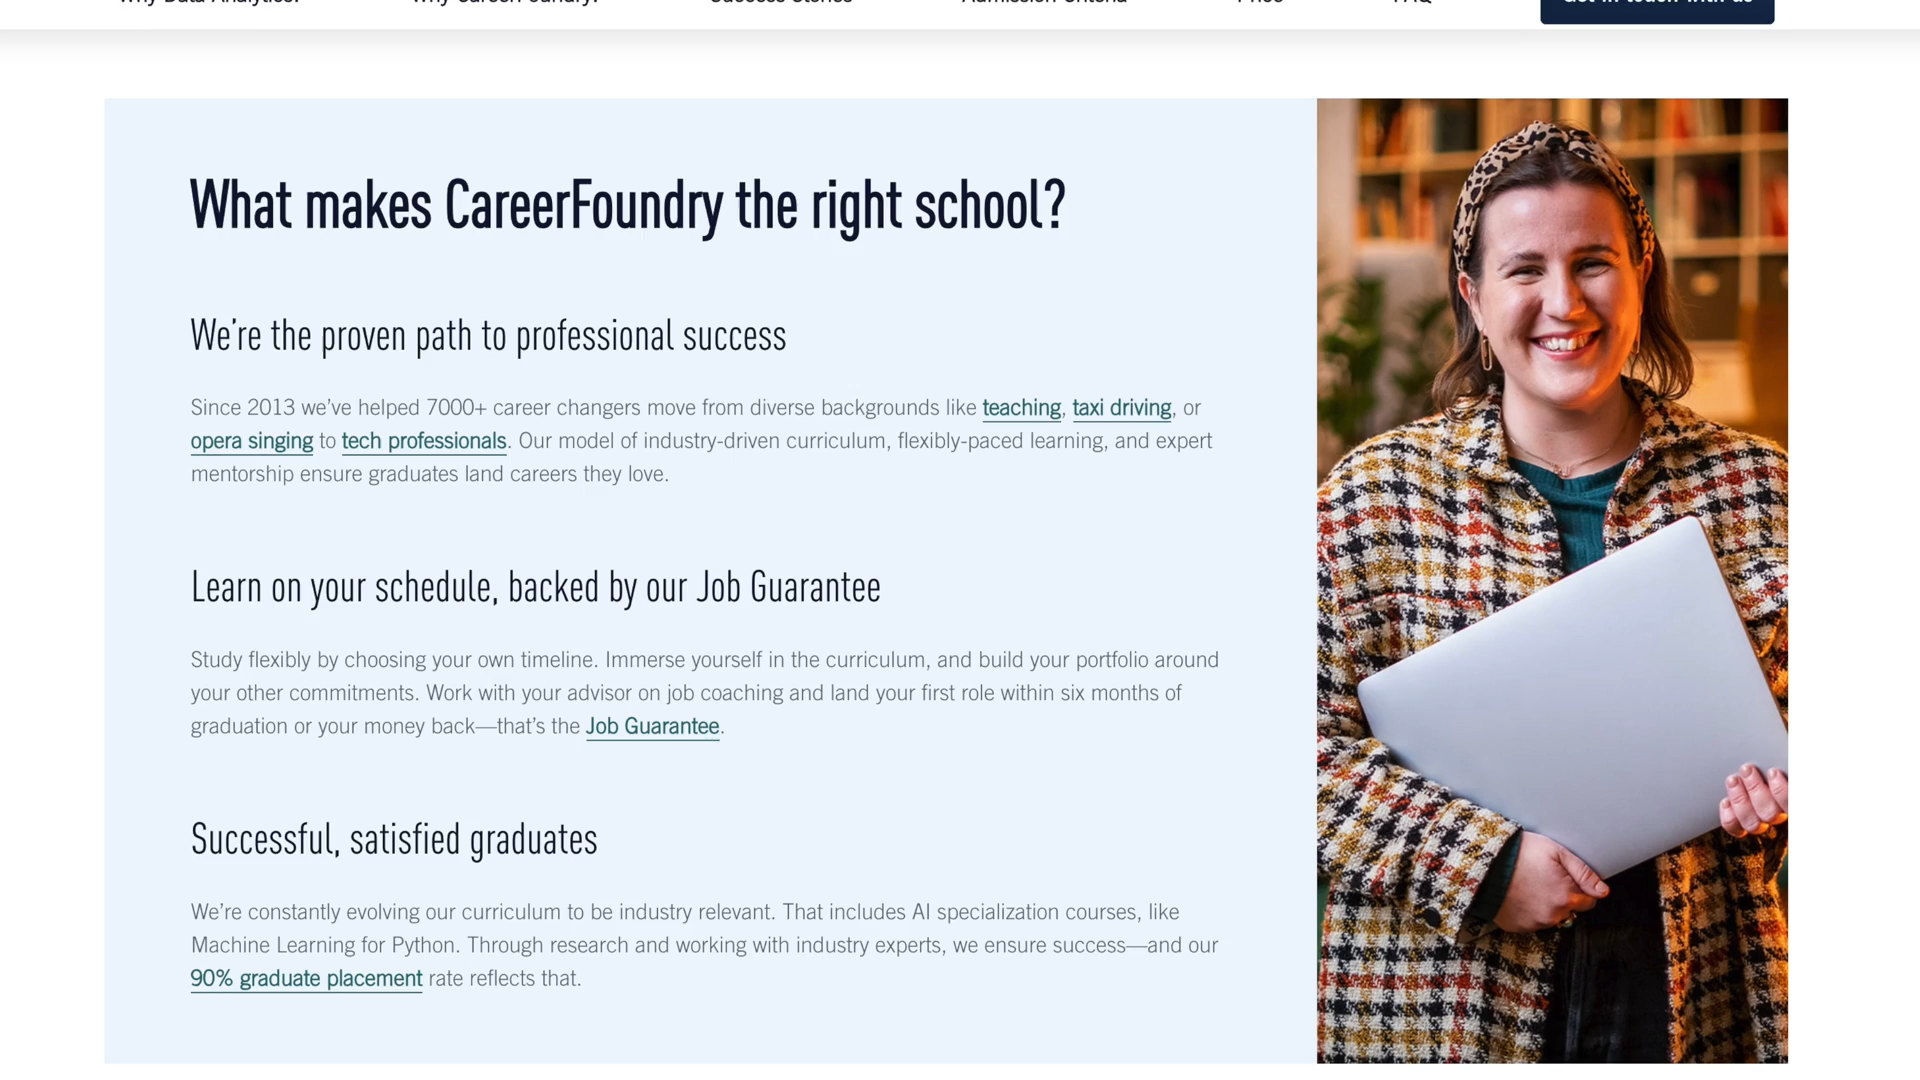 Why Data Analytics?
Why CareerFoundry?
Success Stories
Admission Criteria
Price
FAQ
Get in touch with us
What makes CareerFoundry the right school?
We're the proven path to professional success
Since 2013 we've helped 7000+ career changers move from diverse backgrounds like teaching, taxi driving, or
opera singing to tech professionals. Our model of industry-driven curriculum, flexibly-paced learning, and expert
mentorship ensure graduates land careers they love.
Learn on your schedule, backed by our Job Guarantee
Study flexibly by choosing your own timeline. Immerse yourself in the curriculum, and build your portfolio around
your other commitments. Work with your advisor on job coaching and land your first role within six months of
graduation or your money back—that's the Job Guarantee.
Successful, satisfied graduates
We're constantly evolving our curriculum to be industry relevant. That includes AI specialization courses, like
Machine Learning for Python. Through research and working with industry experts, we ensure success—and our
90% graduate placement rate reflects that.